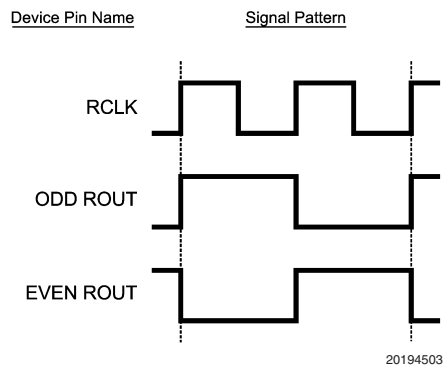 Device Pin Name Signal Pattern
RCLK
ODD ROUT
EVEN ROUT
20194503